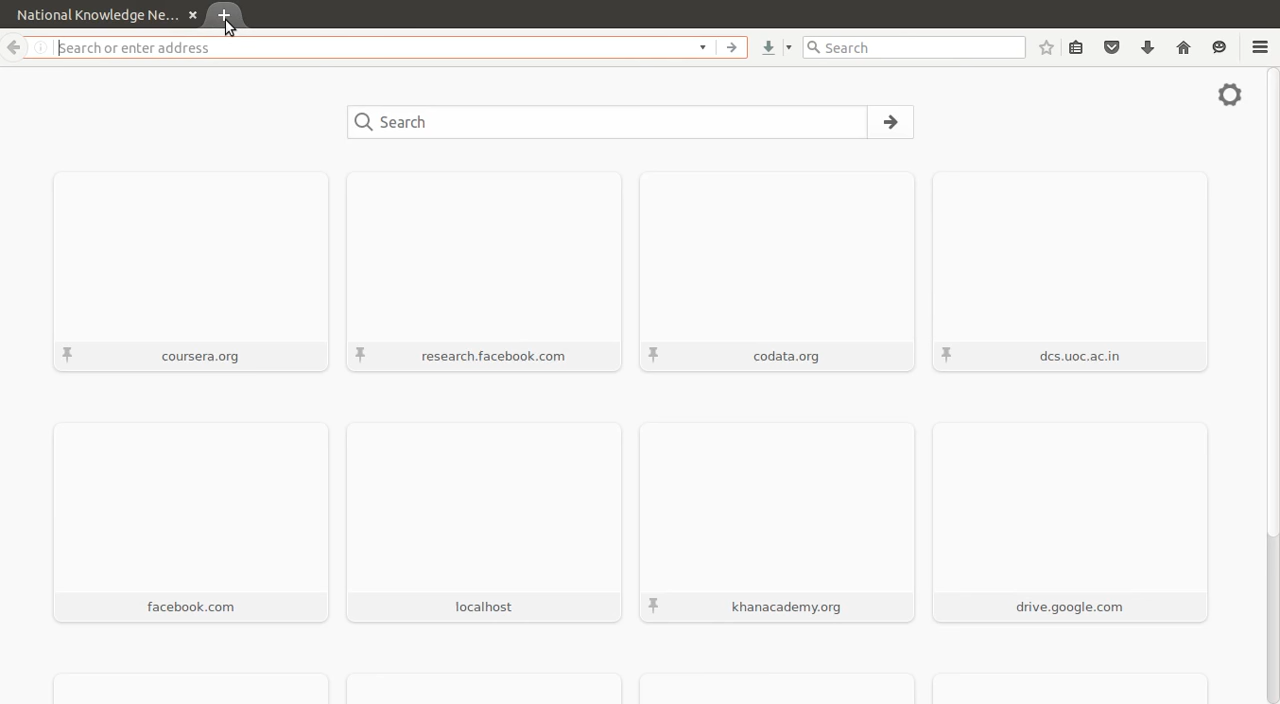 National Knowledge Ne...
Search or enter address
Search
Search
coursera.org
research.facebook.com
codata.org
dcs.uoc.ac.in
facebook.com
localhost
khanacademy.org
drive.google.com